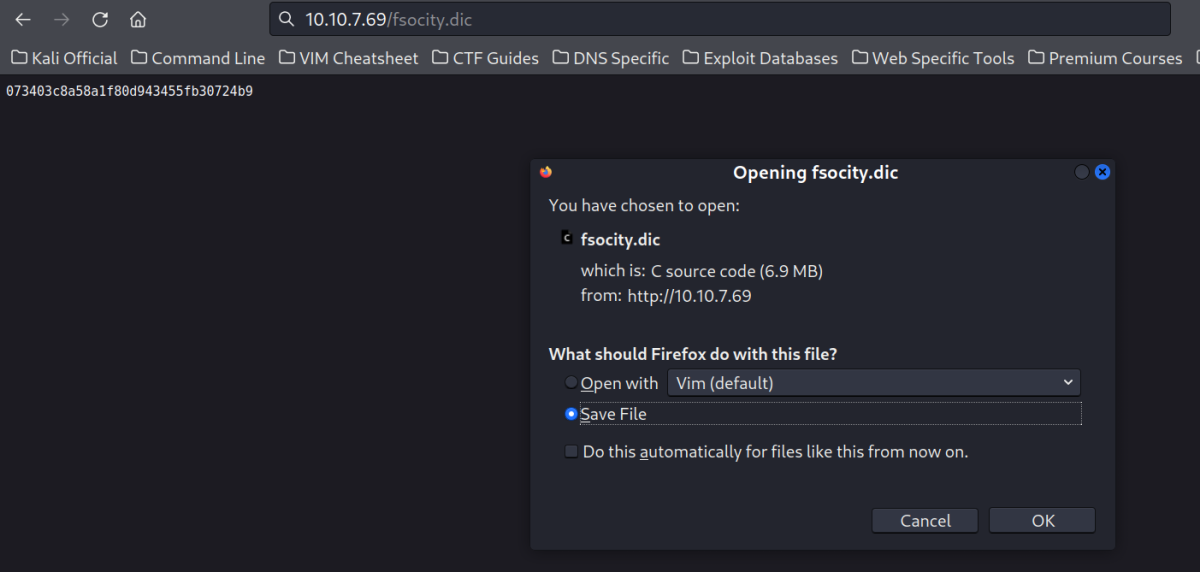 10.10.7.69/fsocity.dic
Kali Official Command Line VIM Cheatsheet CTF Guides DNS Specific Exploit Databases Web Specific Tools Premium Courses
073403c8a58a1f80d943455fb30724b9
Opening fsocity.dic
You have chosen to open:
C fsocity.dic
which is: C source code (6.9 MB)
from: http://10.10.7.69
What should Firefox do with this file?
Open with Vim (default)
Save File
Do this automatically for files like this from now on.
Cancel OK